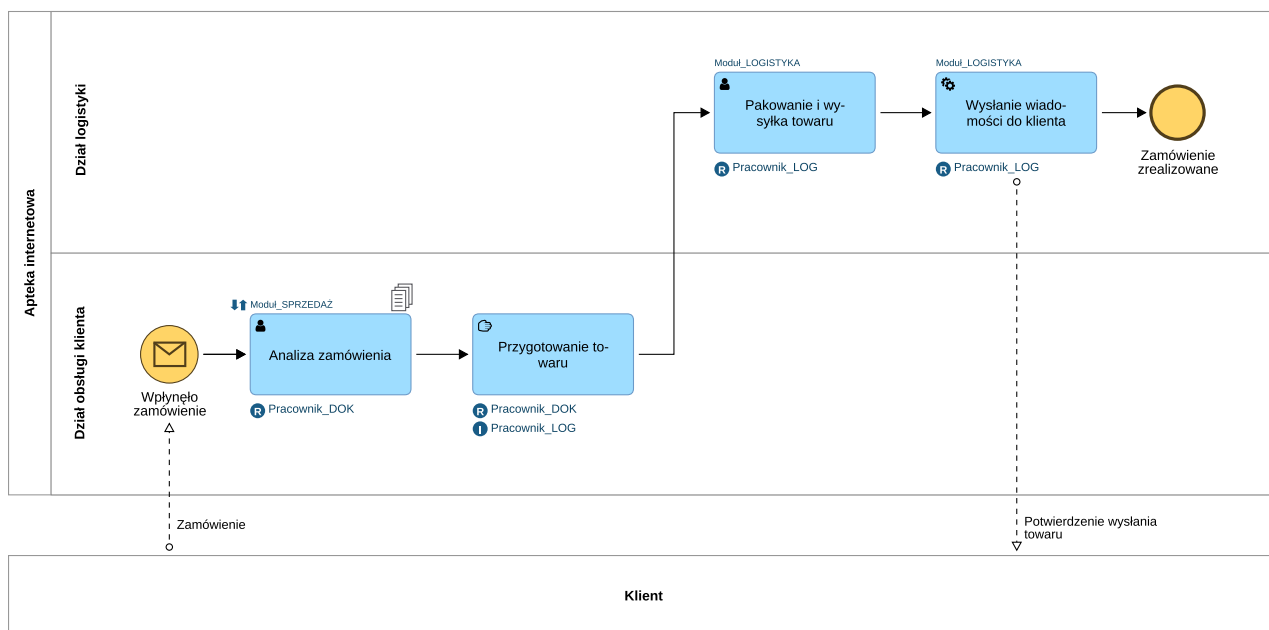 Apteka internetowa
Dział logistyki
Moduł_LOGISTYKA
Pakowanie i wy-
syłka towaru
R Pracownik_LOG
Moduł_LOGISTYKA
Wysłanie wiado-
mości do klienta
R Pracownik_LOG
Zamówienie
zrealizowane
Dział obsługi klienta
Wpłynęło
zamówienie
Moduł_SPRZEDAŻ
Analiza zamówienia
R Pracownik_DOK
Przygotowanie to-
waru
R Pracownik_DOK
I Pracownik_LOG
Zamówienie
Potwierdzenie wysłania
towaru
Klient